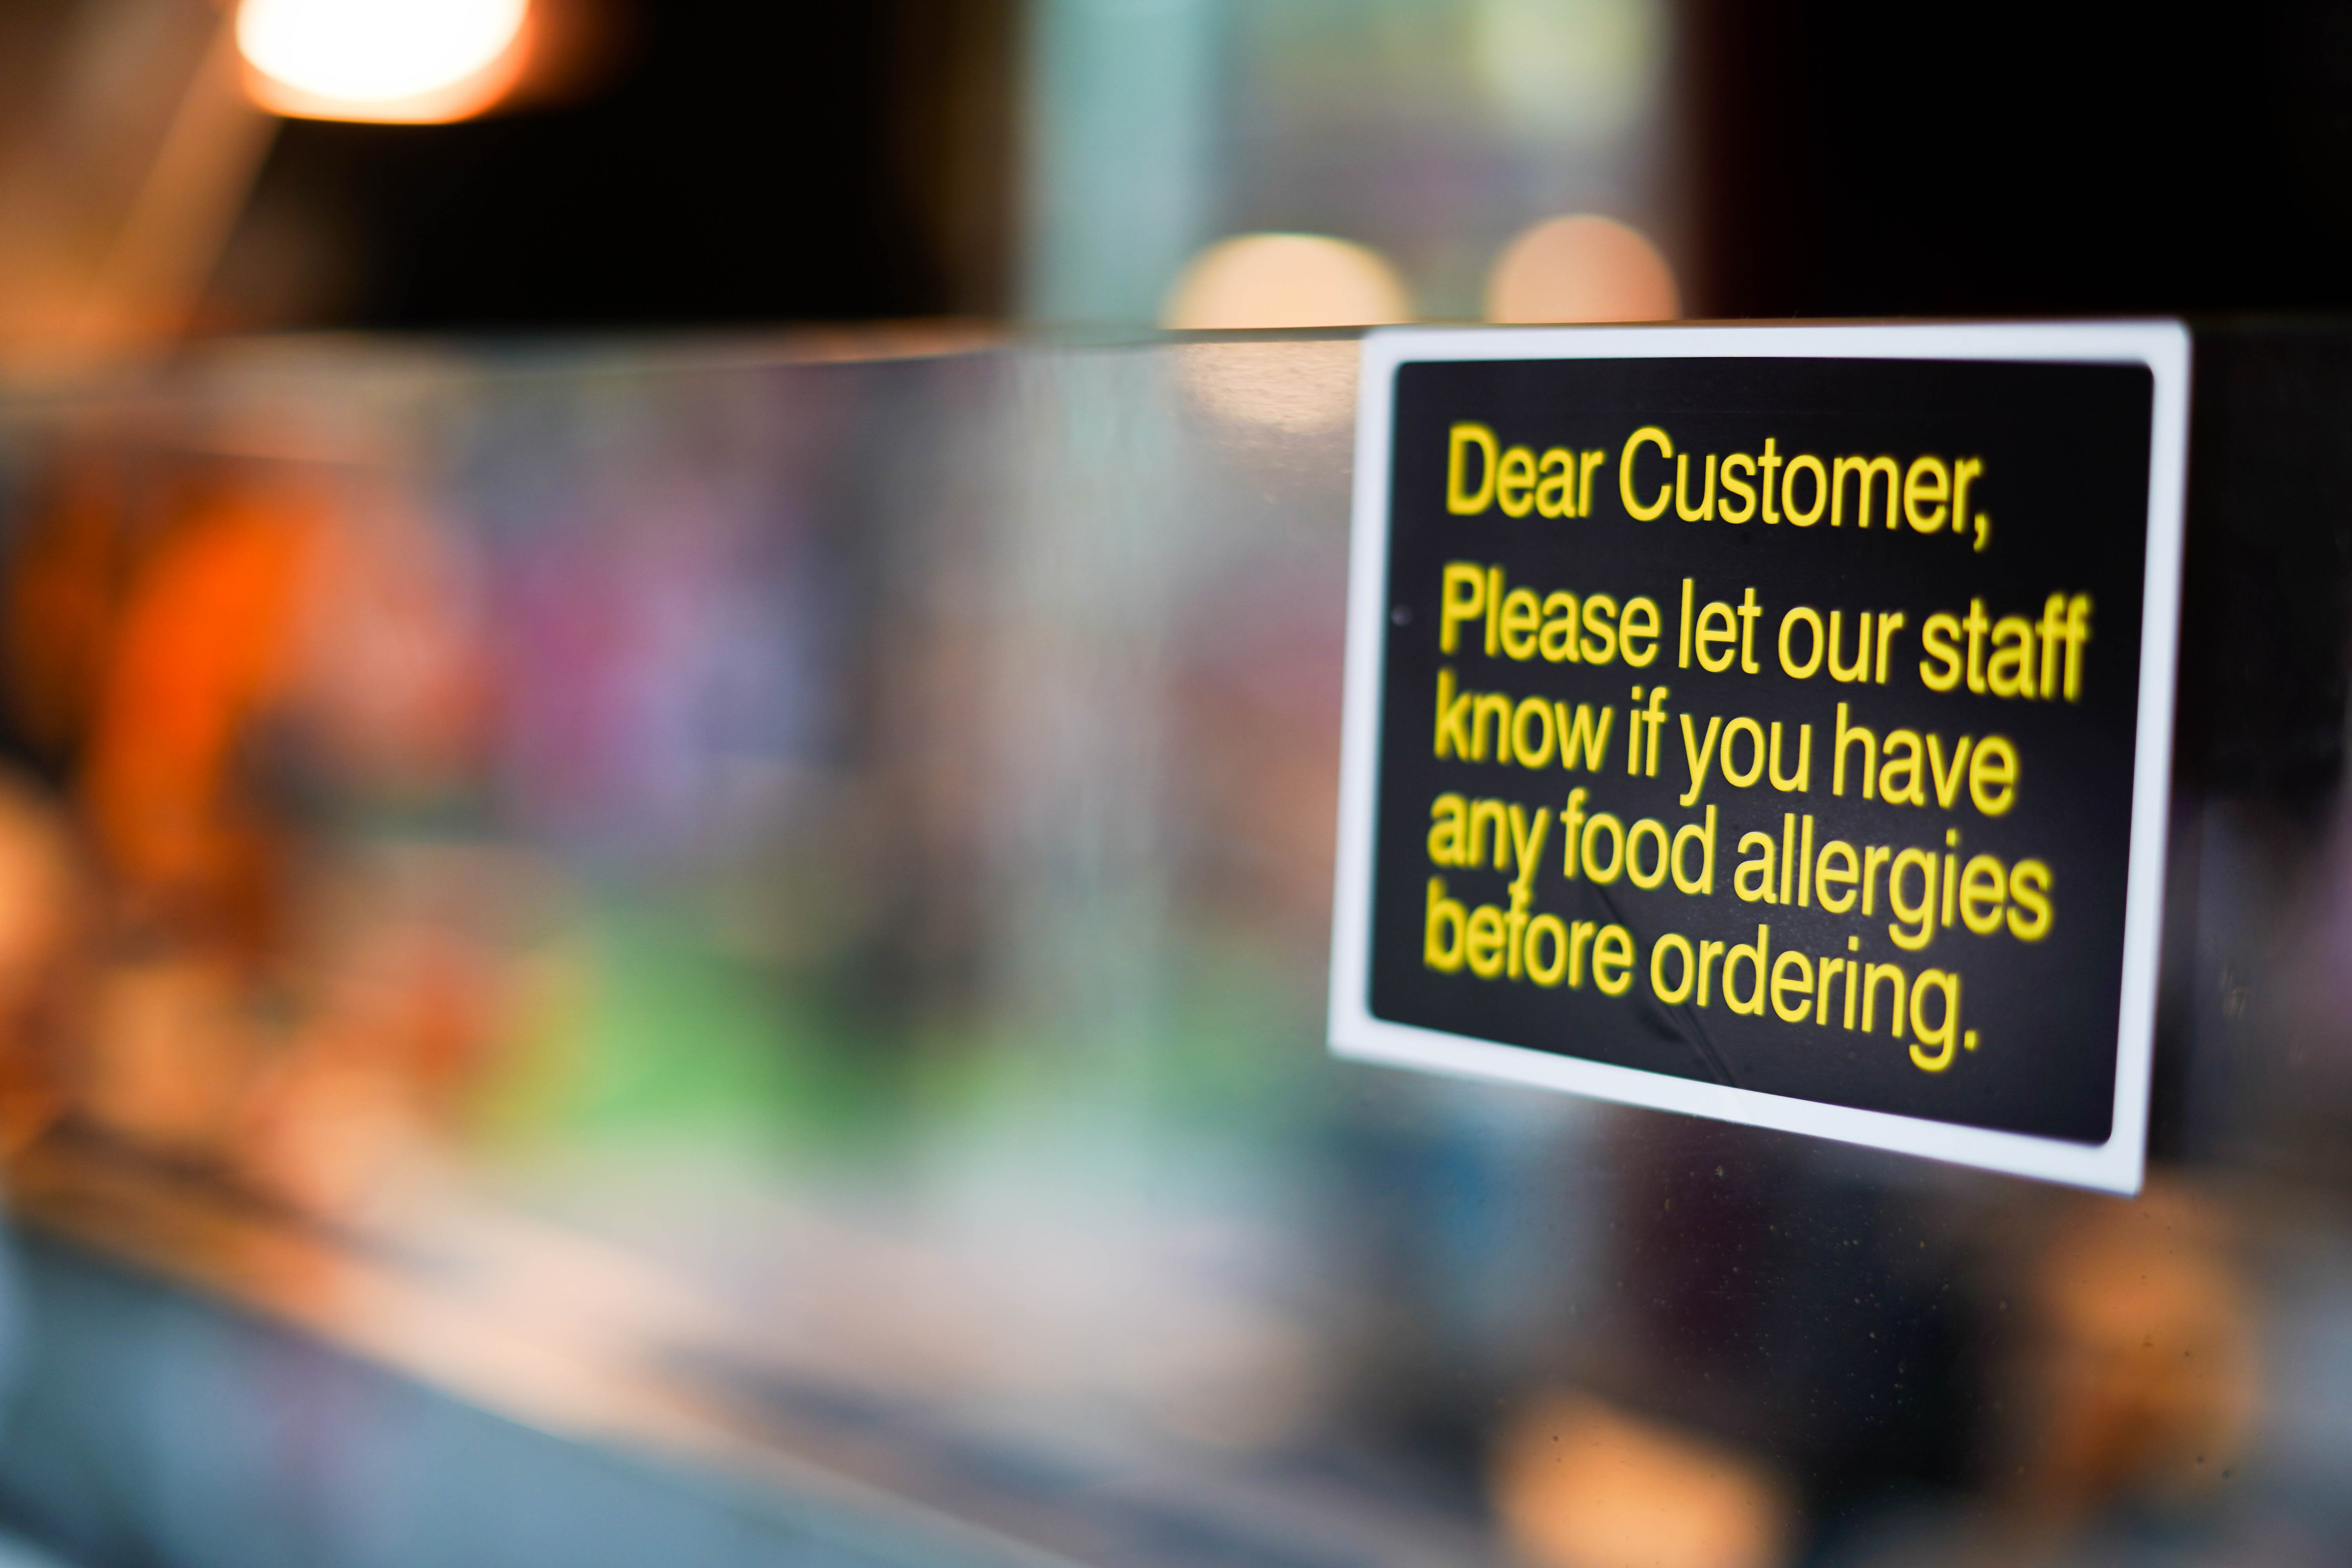 Dear Customer,
Please let our staff
know if you have
any food allergies
before ordering.